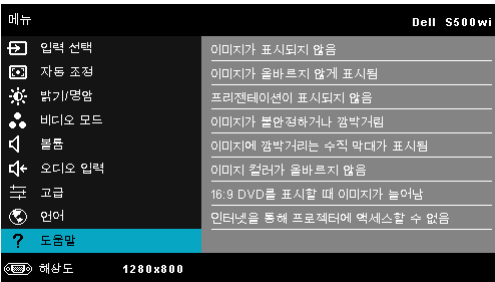 메뉴
Dell S500wi
입력 선택
자동 조정
밝기/명암
비디오 모드
볼륨
오디오 입력
고급
언어
도움말
이미지가 표시되지 않음
이미지가 올바르지 않게 표시됨
프리젠테이션이 표시되지 않음
이미지가 불안정하거나 깜박거림
이미지에 깜박거리는 수직 막대가 표시됨
이미지 컬러가 올바르지 않음
16:9 DVD를 표시할 때 이미지가 늘어남
인터넷을 통해 프로젝터에 액세스할 수 없음
해상도 1280x800